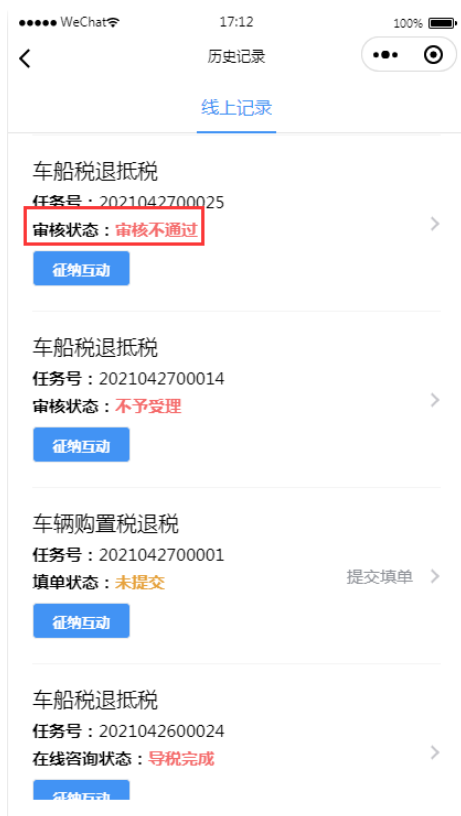 WeChat
17:12
100%
历史记录
线上记录
车船税退抵税
任务号：2021042700025
审核状态：审核不通过
征纳互动
车船税退抵税
任务号：2021042700014
审核状态：不予受理
征纳互动
车辆购置税退税
任务号：2021042700001
填单状态：未提交
提交填单
征纳互动
车船税退抵税
任务号：2021042600024
在线咨询状态：导税完成
征纳互动